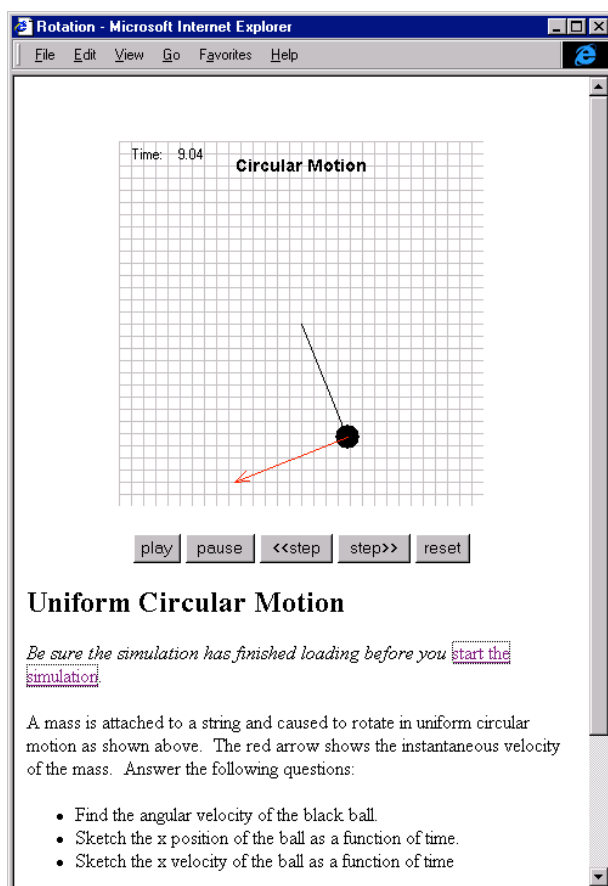 Rotation - Microsoft Internet Explorer
File Edit View Go Favorites Help
Time: 9.04
Circular Motion
play pause <<step step>> reset
Uniform Circular Motion
Be sure the simulation has finished loading before you start the
simulation.
A mass is attached to a string and caused to rotate in uniform circular
motion as shown above. The red arrow shows the instantaneous velocity
of the mass. Answer the following questions:
• Find the angular velocity of the black ball.
• Sketch the x position of the ball as a function of time.
• Sketch the x velocity of the ball as a function of time